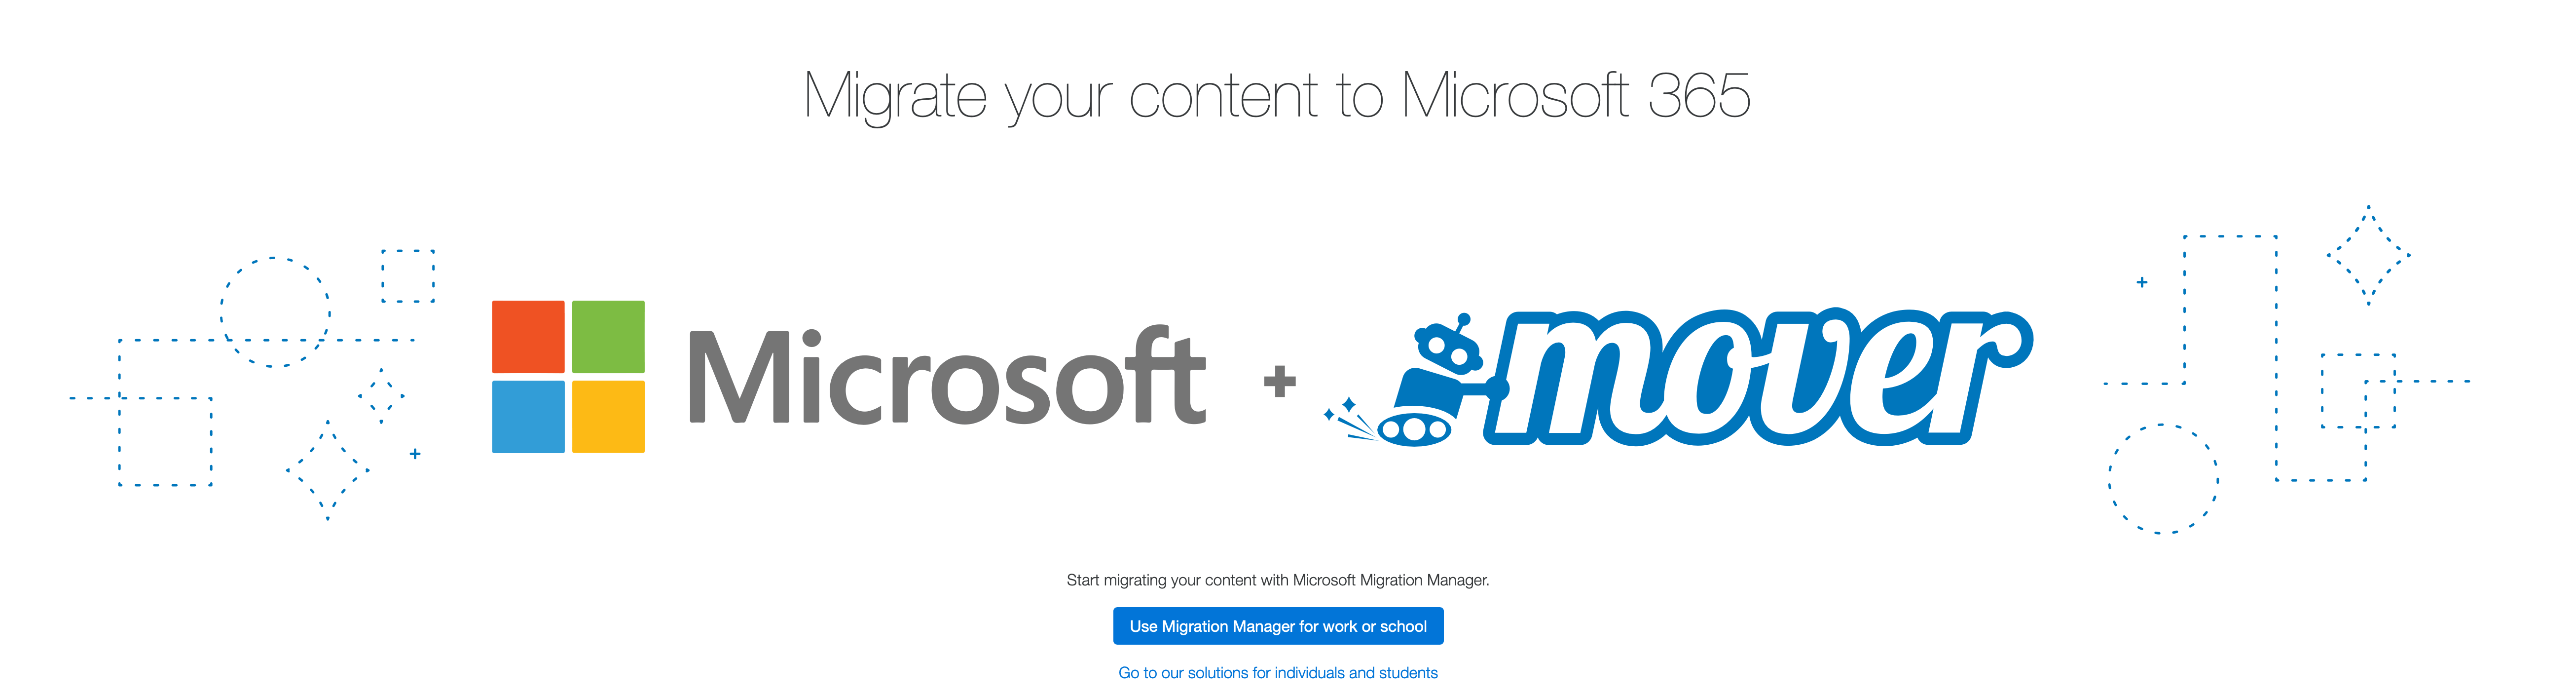 Migrate your content to Microsoft 365
Microsoft + mover
Start migrating your content with Microsoft Migration Manager.
Use Migration Manager for work or school
Go to our solutions for individuals and students